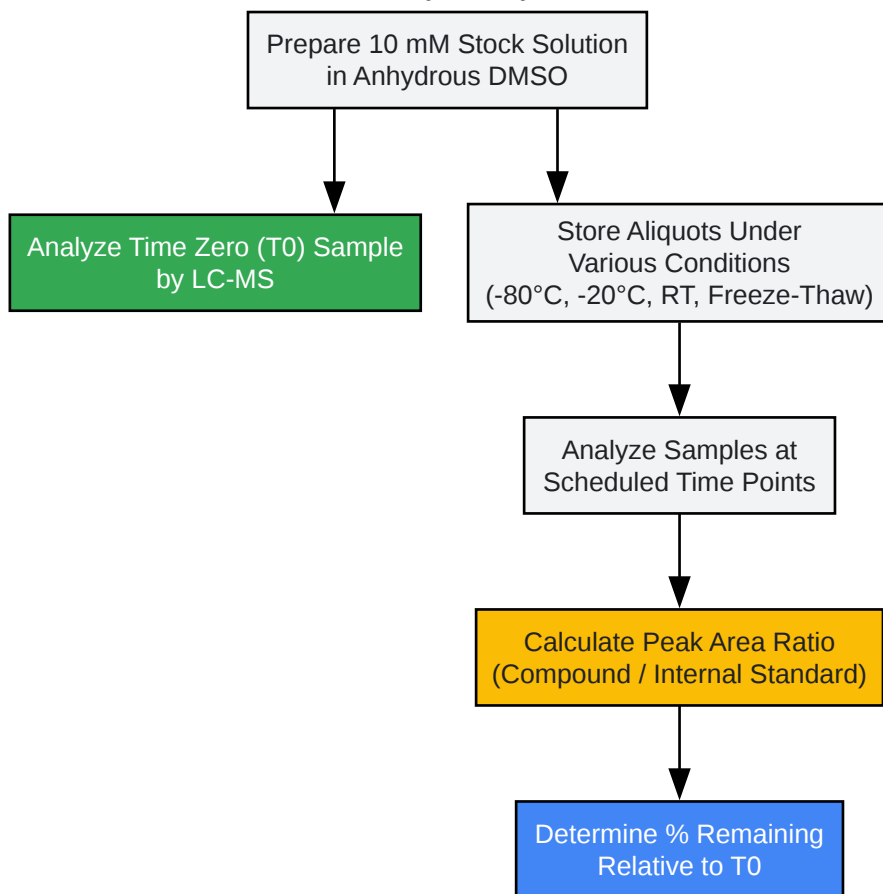 Prepare 10 mM Stock Solution
in Anhydrous DMSO
Analyze Time Zero (T0) Sample
by LC-MS
Store Aliquots Under
Various Conditions
(-80°C, -20°C, RT, Freeze-Thaw)
Analyze Samples at
Scheduled Time Points
Calculate Peak Area Ratio
(Compound / Internal Standard)
Determine % Remaining
Relative to T0